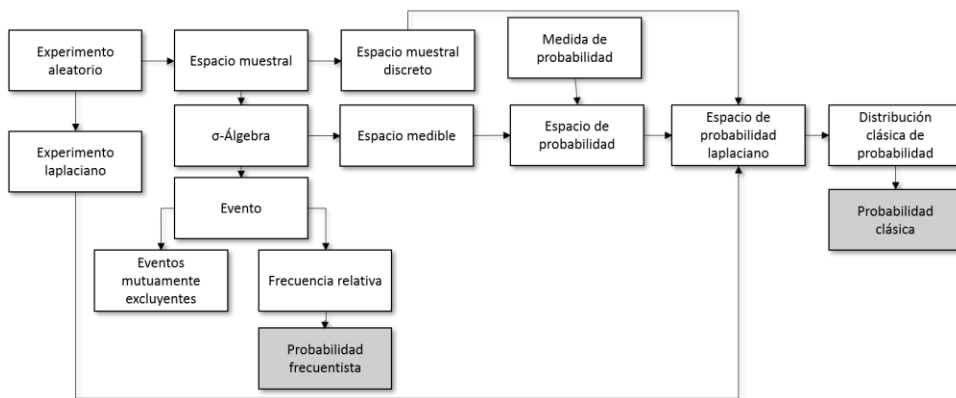 Experimento
aleatorio
Espacio muestral
Espacio muestral
discreto
Medida de
probabilidad
Experimento
laplaciano
σ-Álgebra
Espacio medible
Espacio de
probabilidad
Espacio de
probabilidad
laplaciano
Distribución
clásica de
probabilidad
Evento
Probabilidad
clásica
Eventos
mutuamente
excluyentes
Frecuencia relativa
Probabilidad
frecuentista